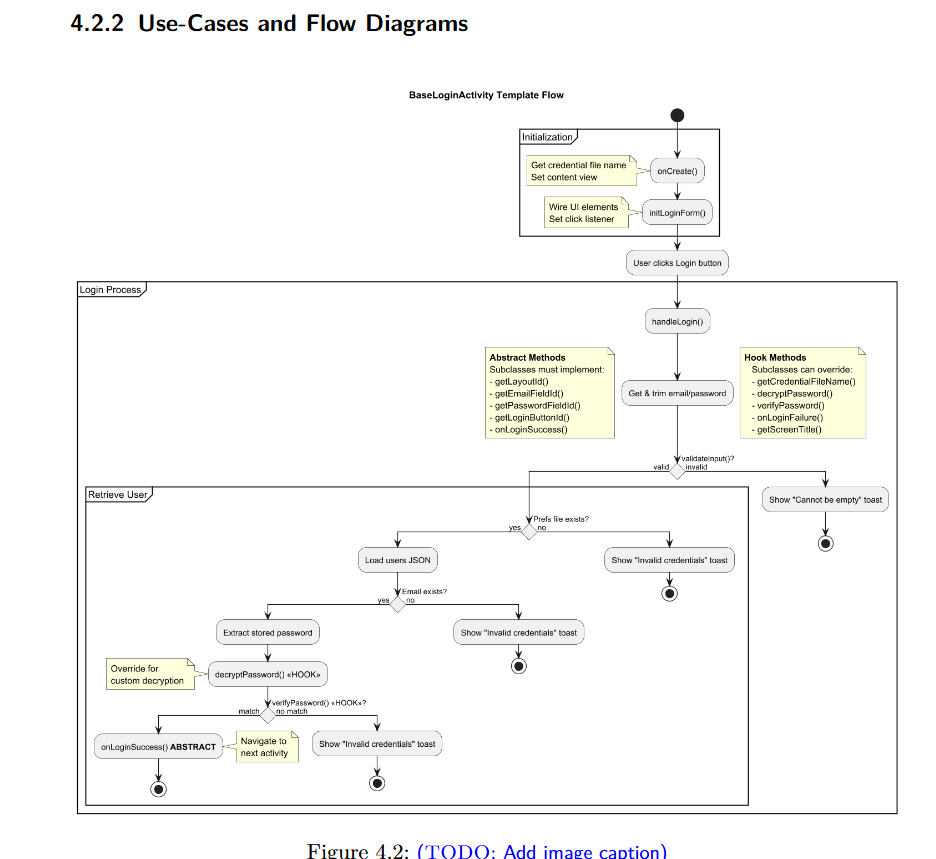 4.2.2 Use-Cases and Flow Diagrams
BaseLoginActivity Template Flow
Initialization
Get credential file name
Set content view
onCreate()
Wire UI elements
Set click listener
initLoginForm()
User clicks Login button
Login Process
handleLogin()
Abstract Methods
Subclasses must implement:
- getLayoutId()
- getEmailFieldId()
- getPasswordFieldId()
- getLoginButtonId()
- onLoginSuccess()
Get & trim email/password
Hook Methods
Subclasses can override:
- getCredentialFileName()
- decryptPassword()
- verifyPassword()
- onLoginFailure()
- getScreenTitle()
validateInput()?
valid
invalid
Show "Cannot be empty" toast
Retrieve User
Prefs file exists?
yes
no
Load users JSON
Show "Invalid credentials" toast
Email exists?
yes
no
Extract stored password
Show "Invalid credentials" toast
Override for
custom decryption
decryptPassword() «HOOK»
verifyPassword() «HOOK»?
match
no match
onLoginSuccess() ABSTRACT
Navigate to
next activity
Show "Invalid credentials" toast
Figure 4.2: (TODO: Add image caption)